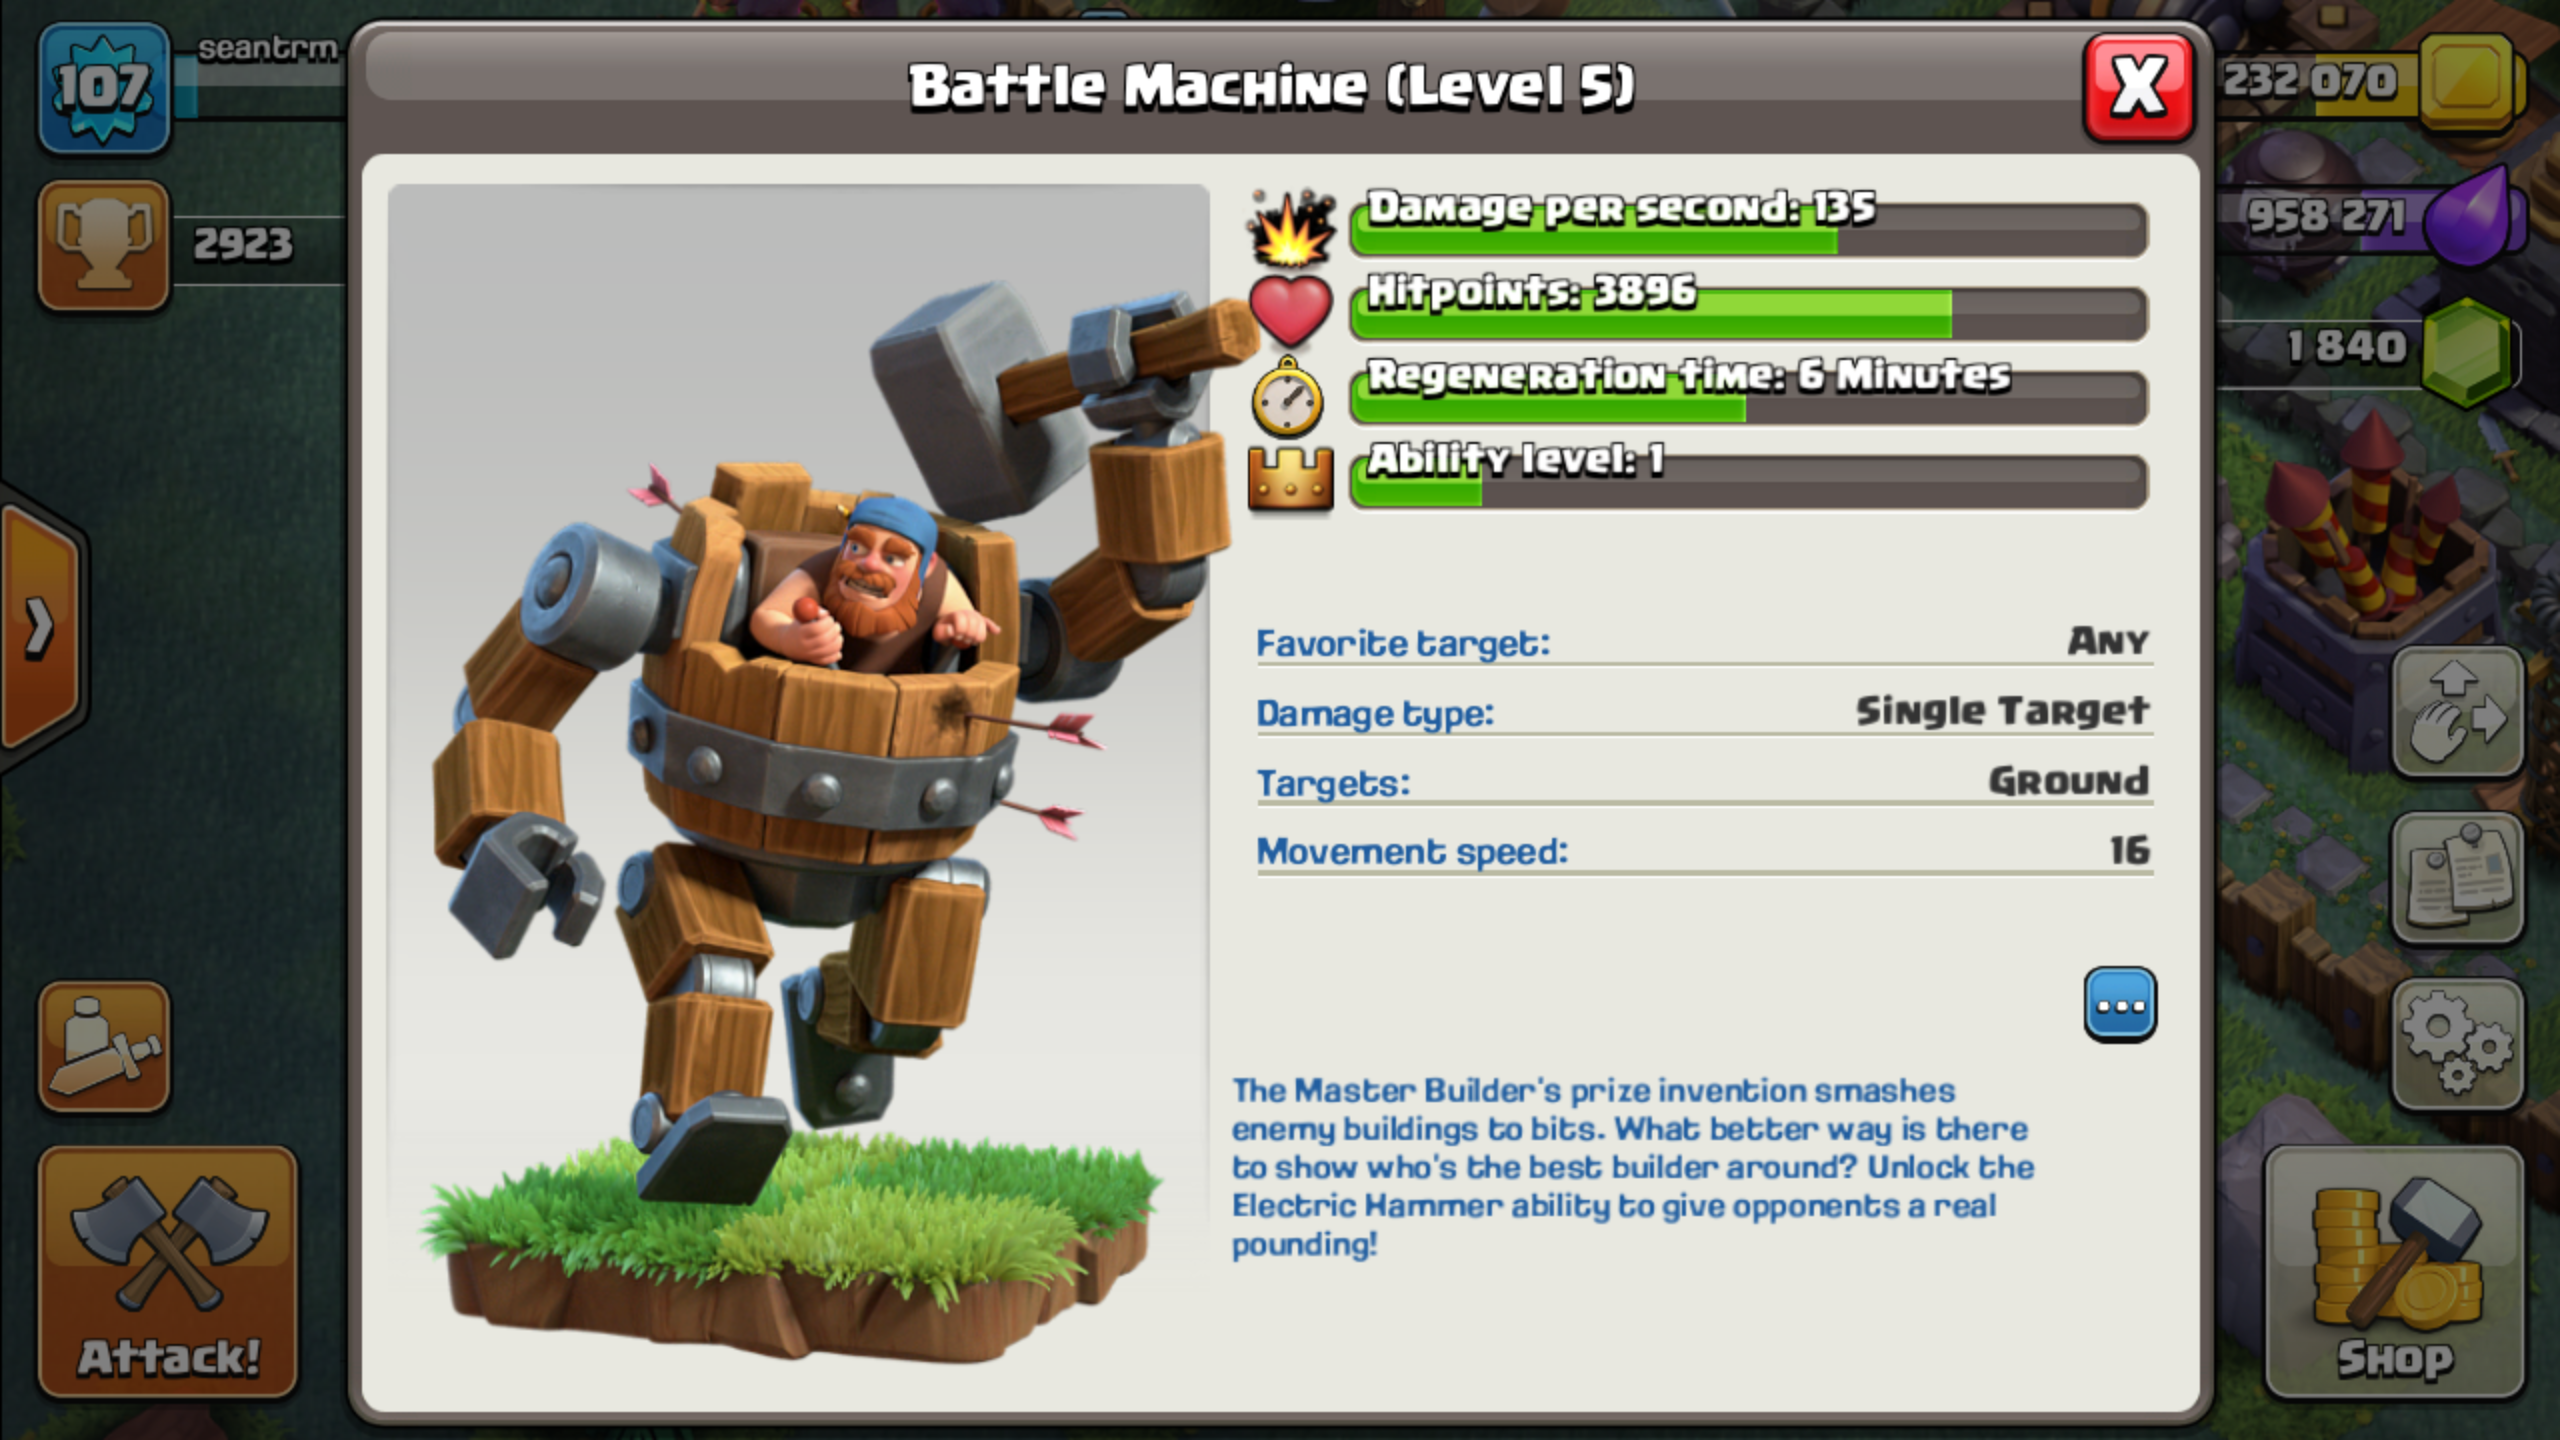 107
seantrm
2923
Battle Machine (Level 5)
X
232 070
958 271
1 840
Damage per second: 135
Hitpoints: 3896
Regeneration time: 6 Minutes
Ability level: 1
Favorite target: Any
Damage type: Single Target
Targets: Ground
Movement speed: 16
The Master Builder's prize invention smashes
enemy buildings to bits. What better way is there
to show who's the best builder around? Unlock the
Electric Hammer ability to give opponents a real
pounding!
Attack!
Shop